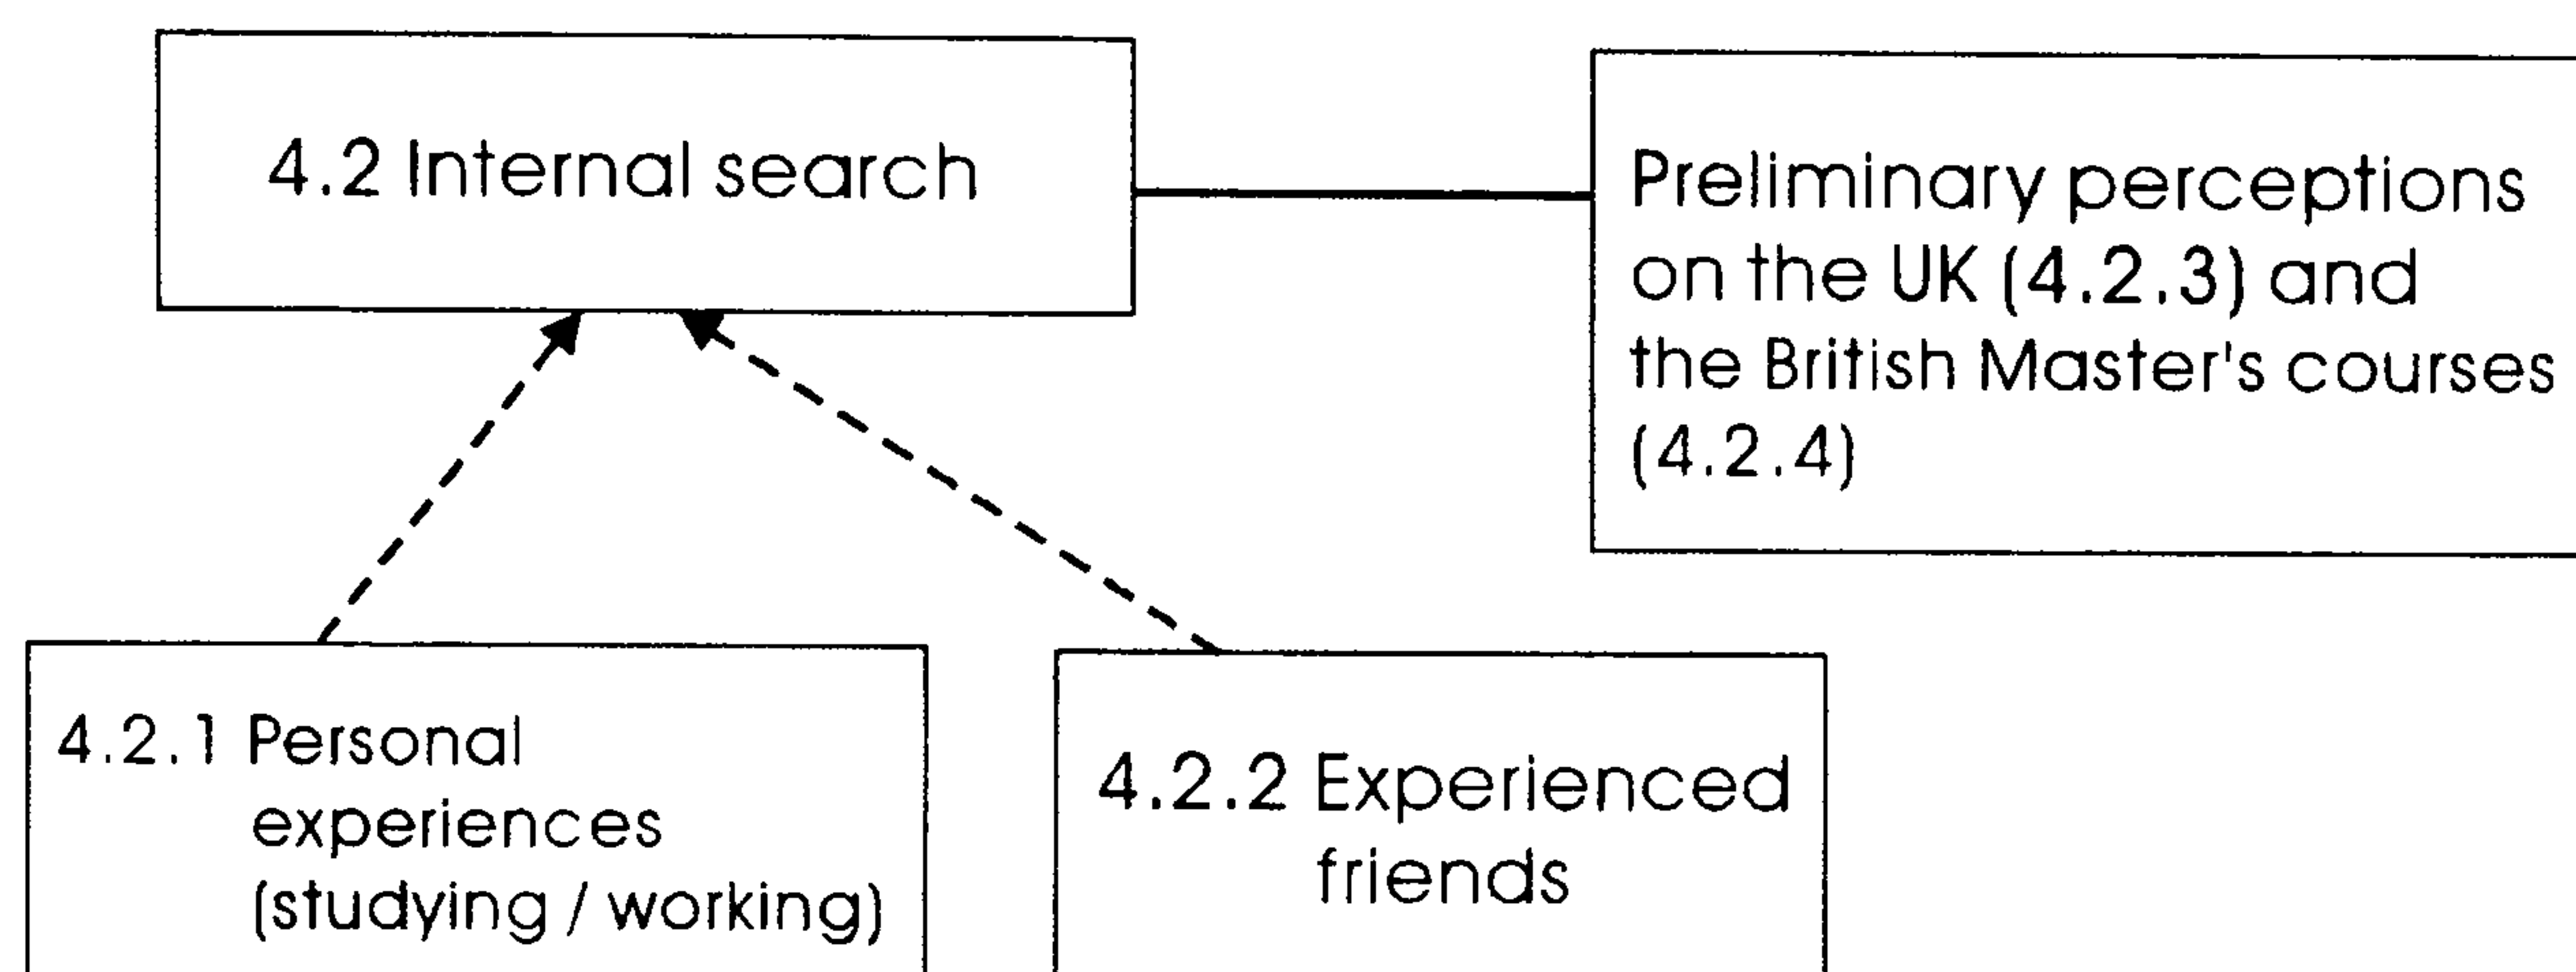 4.2 Internal search
Preliminary perceptions
on the UK (4.2.3) and
the British Master's courses
(4.2.4)
4.2.1 Personal
experiences
(studying / working)
4.2.2 Experienced
friends